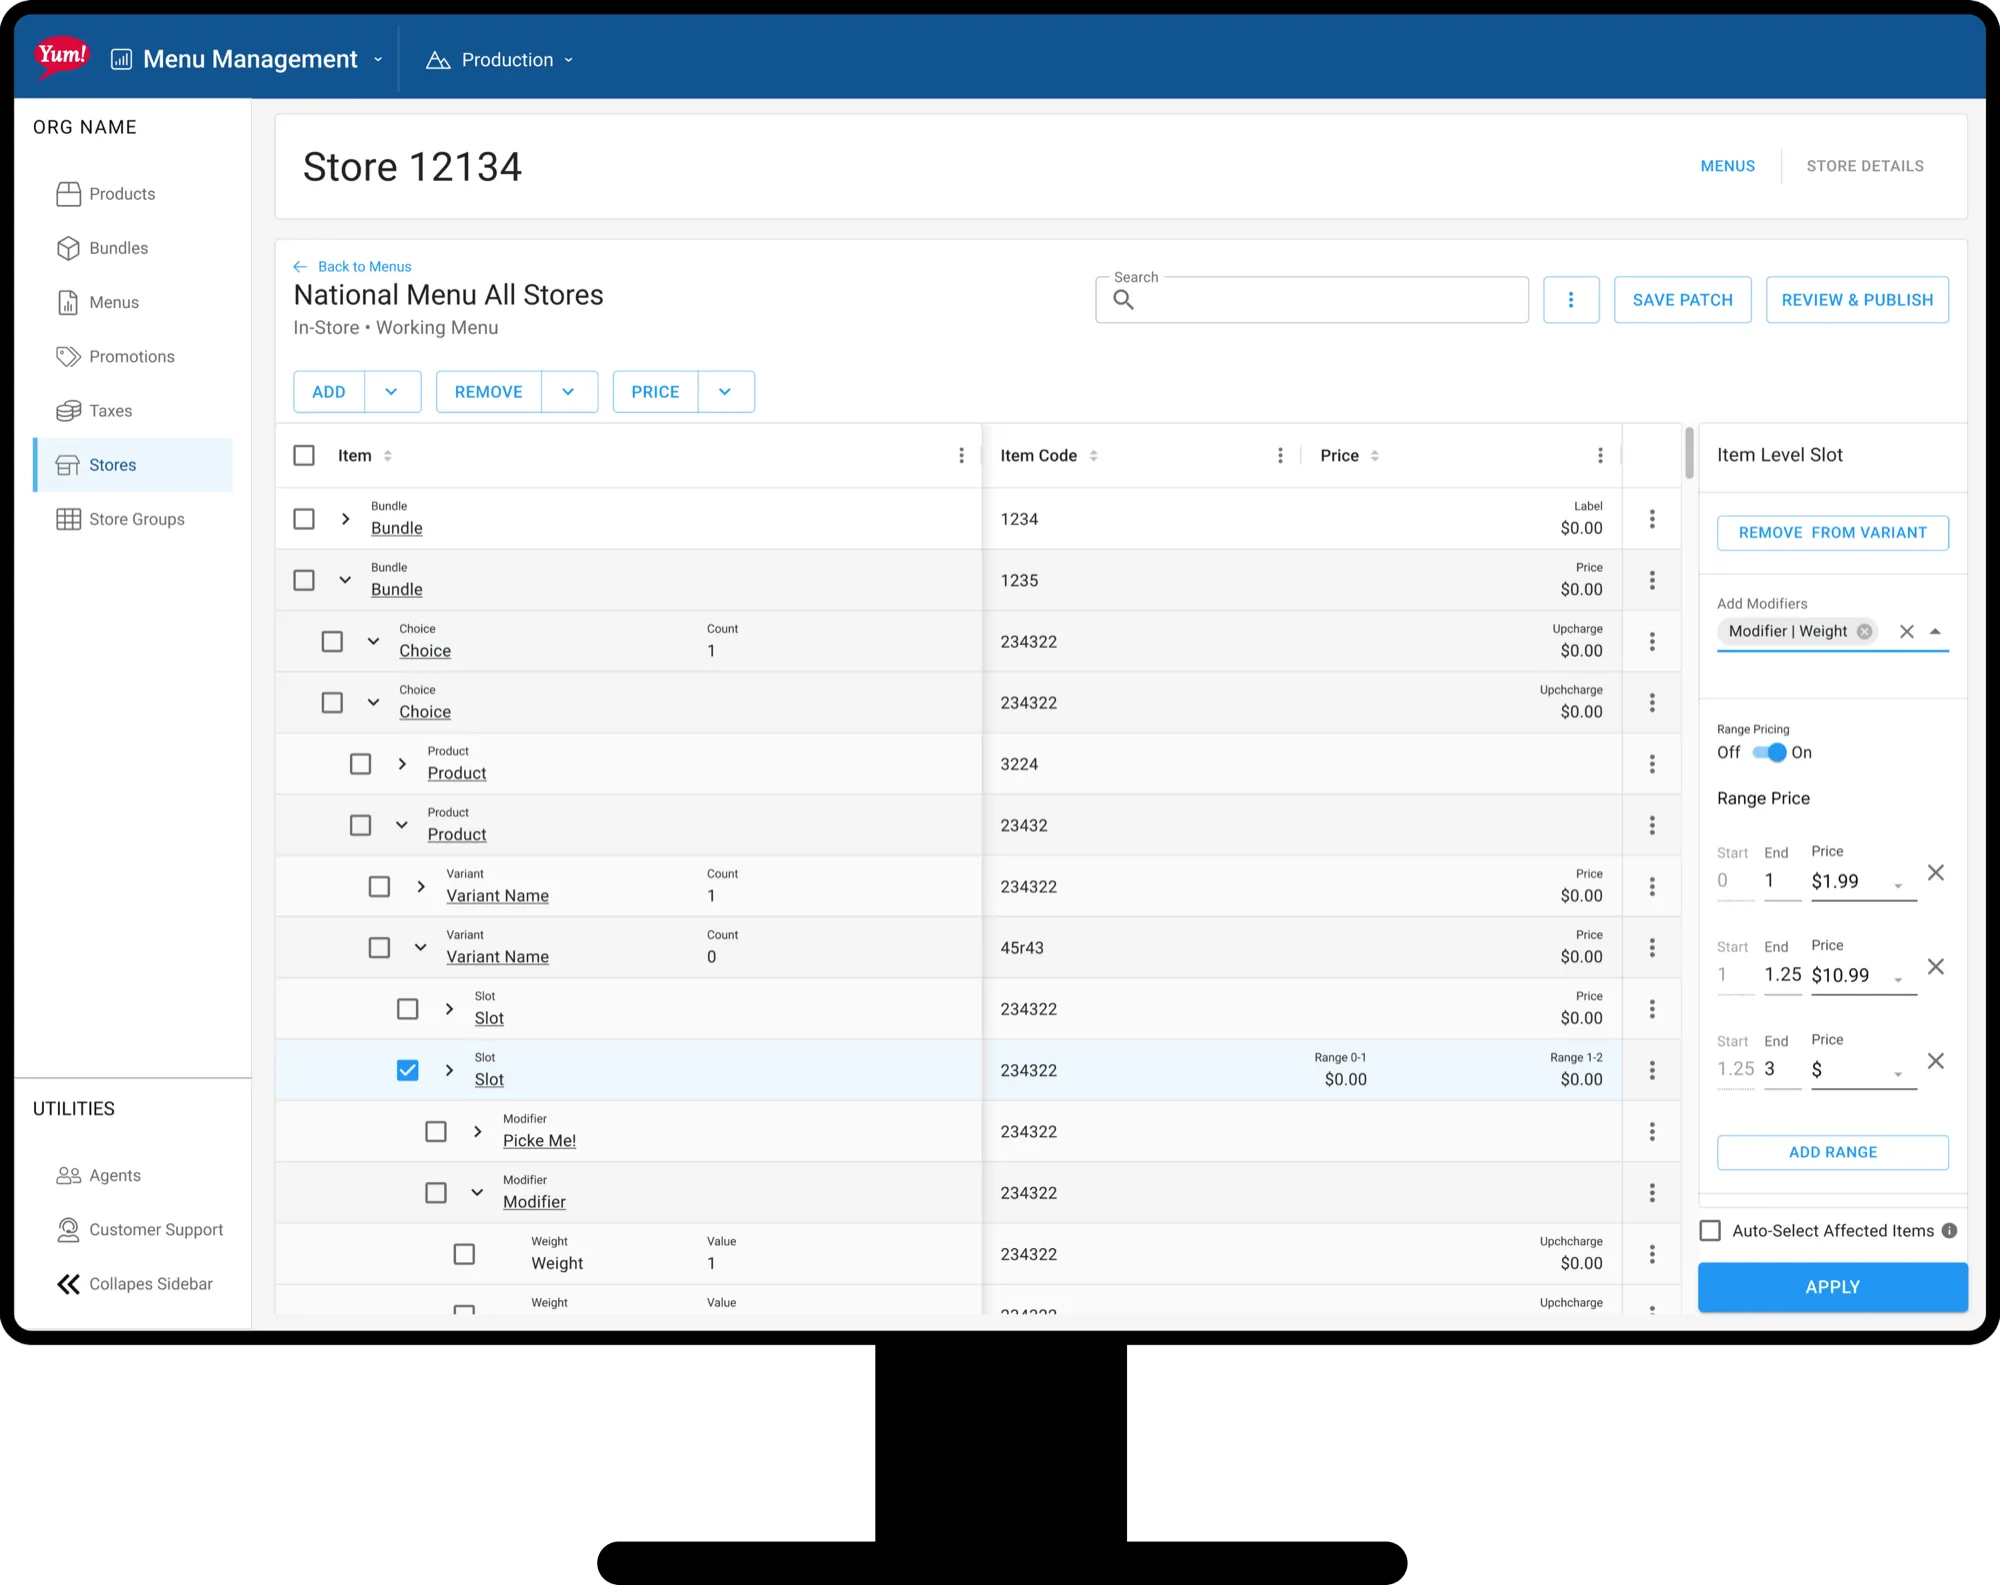 Yum!
Menu Management
Production
ORG NAME
Products
Bundles
Menus
Promotions
Taxes
Stores
Store Groups
UTILITIES
Agents
Customer Support
Collapes Sidebar
Store 12134
MENUS
STORE DETAILS
Back to Menus
National Menu All Stores
In-Store • Working Menu
Search
SAVE PATCH
REVIEW & PUBLISH
ADD
REMOVE
PRICE
Item
Item Code
Price
Bundle
Bundle
1234
Label
$0.00
Bundle
Bundle
1235
Price
$0.00
Choice
Choice
Count
1
234322
Upcharge
$0.00
Choice
Choice
234322
Upchcharge
$0.00
Product
Product
3224
Product
Product
23432
Variant
Variant Name
Count
1
234322
Price
$0.00
Variant
Variant Name
Count
0
45r43
Price
$0.00
Slot
Slot
234322
Price
$0.00
Slot
Slot
234322
Range 0-1
$0.00
Range 1-2
$0.00
Modifier
Picke Me!
234322
Modifier
Modifier
234322
Weight
Weight
Value
1
234322
Upchcharge
$0.00
Weight
Value
234322
Upchcharge
Item Level Slot
REMOVE FROM VARIANT
Add Modifiers
Modifier | Weight
Range Pricing
Off On
Range Price
Start End Price
0 1 $1.99
Start End Price
1 1.25 $10.99
Start End Price
1.25 3 $
ADD RANGE
Auto-Select Affected Items
APPLY